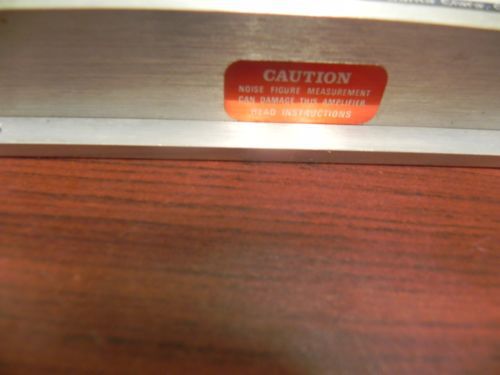 CAUTION
NOISE FIGURE MEASUREMENT
CAN DAMAGE THIS AMPLIFIER
READ INSTRUCTIONS